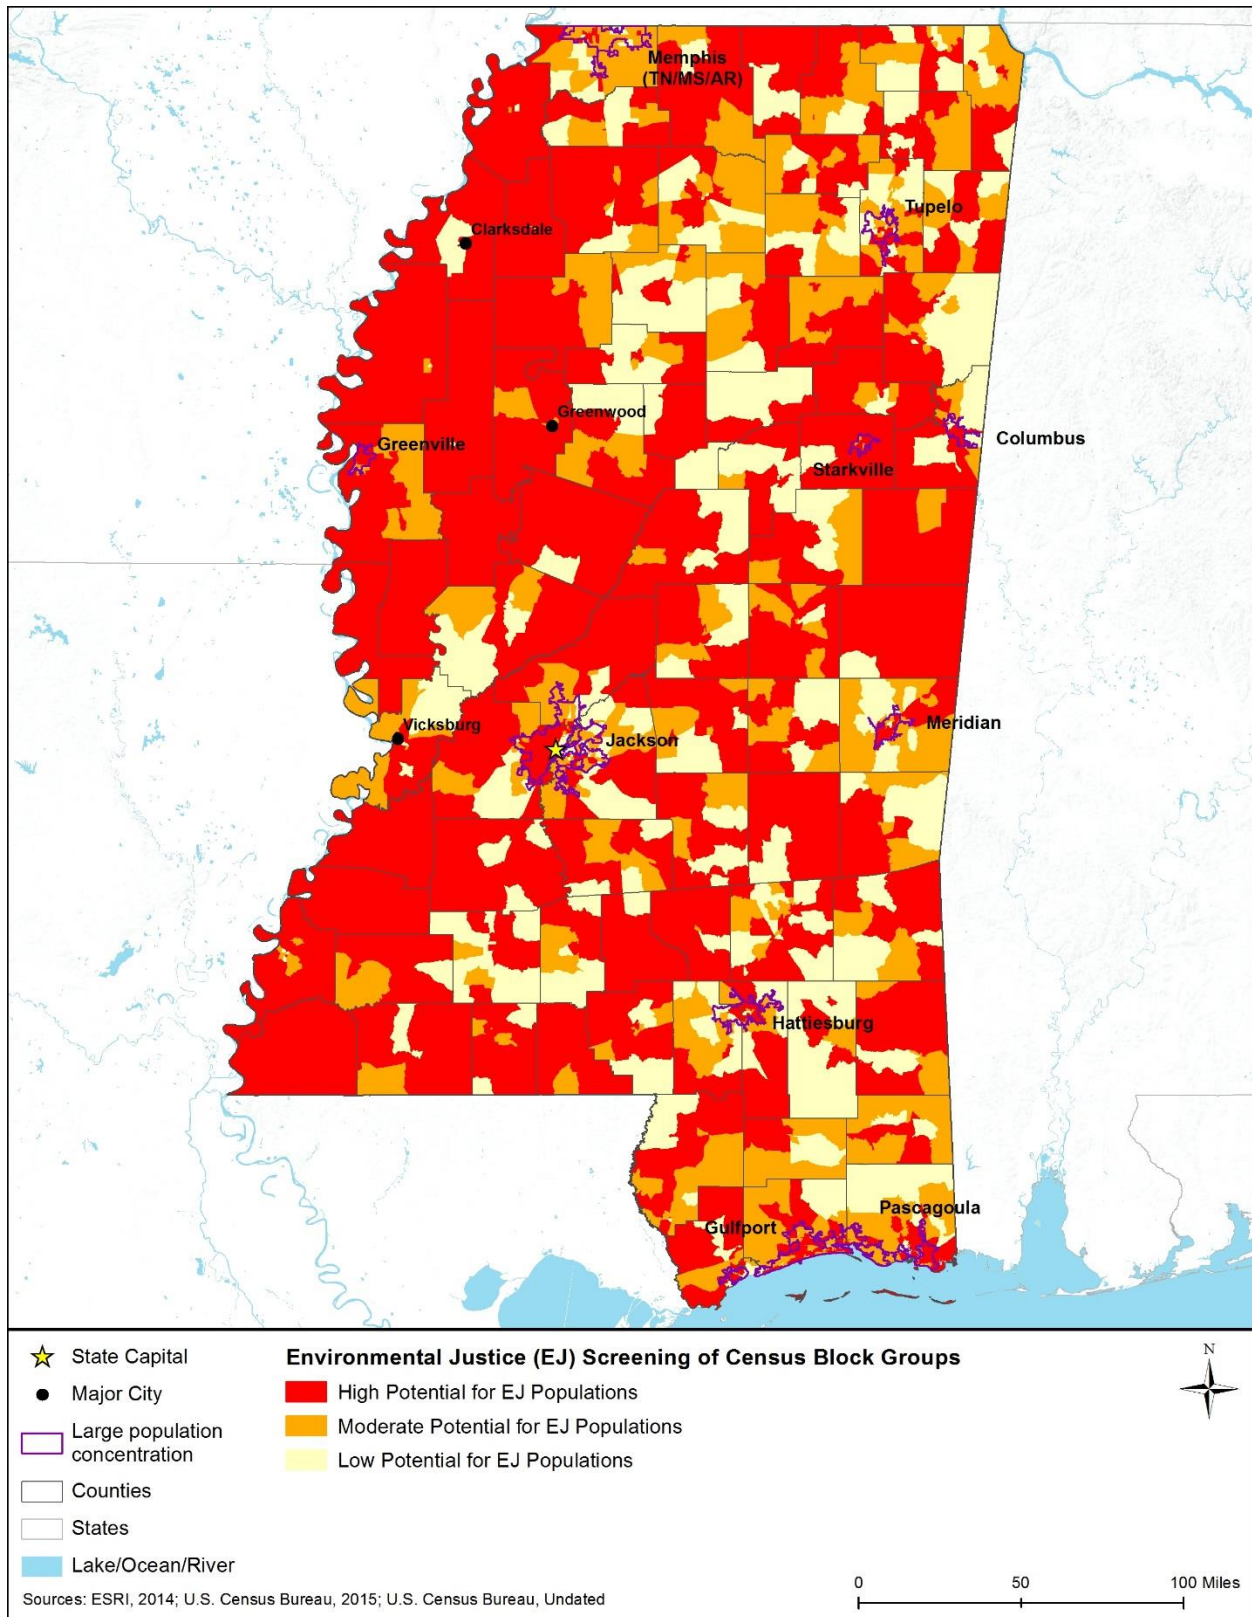 Memphis
(TN/MS/AR)
Tupelo
Clarksdale
Greenwood
Greenville
Columbus
Starkville
Vicksburg
Jackson
Meridian
Hattiesburg
Pascagoula
Gulfport
State Capital
Major City
Large population
concentration
Counties
States
Lake/Ocean/River
Environmental Justice (EJ) Screening of Census Block Groups
High Potential for EJ Populations
Moderate Potential for EJ Populations
Low Potential for EJ Populations
N
0 50 100 Miles
Sources: ESRI, 2014; U.S. Census Bureau, 2015; U.S. Census Bureau, Undated